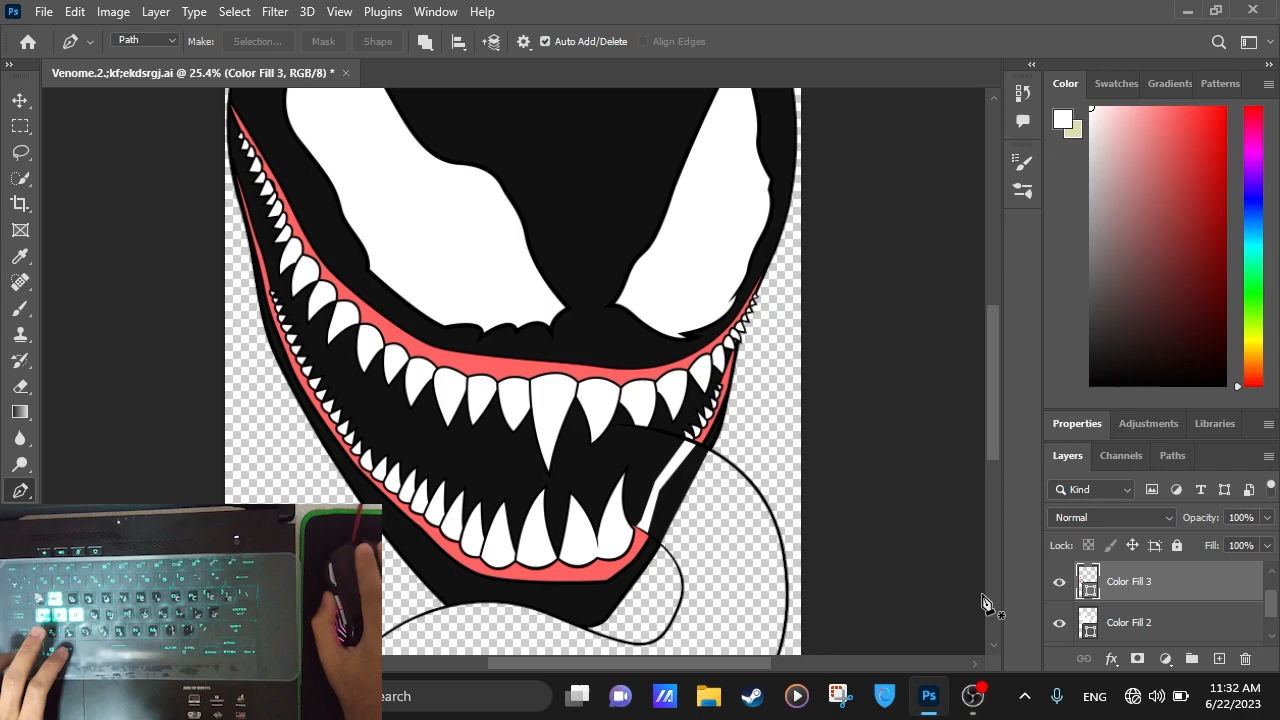 Ps File Edit Image Layer Type Select Filter 3D View Plugins Window Help
Path Make: Selection... Mask Shape Auto Add/Delete Align Edges
Venome.2.;kf;ekdsrgj.ai @ 25.4% (Color Fill 3, RGB/8) *
Color Swatches Gradients Patterns
Properties Adjustments Libraries
Layers Channels Paths
Kind
Normal Opacity: 100%
Lock: Fill: 100%
Color Fill 3
Color Fill 2
earch
Ps
ENG
11:32 AM
6/22/2023